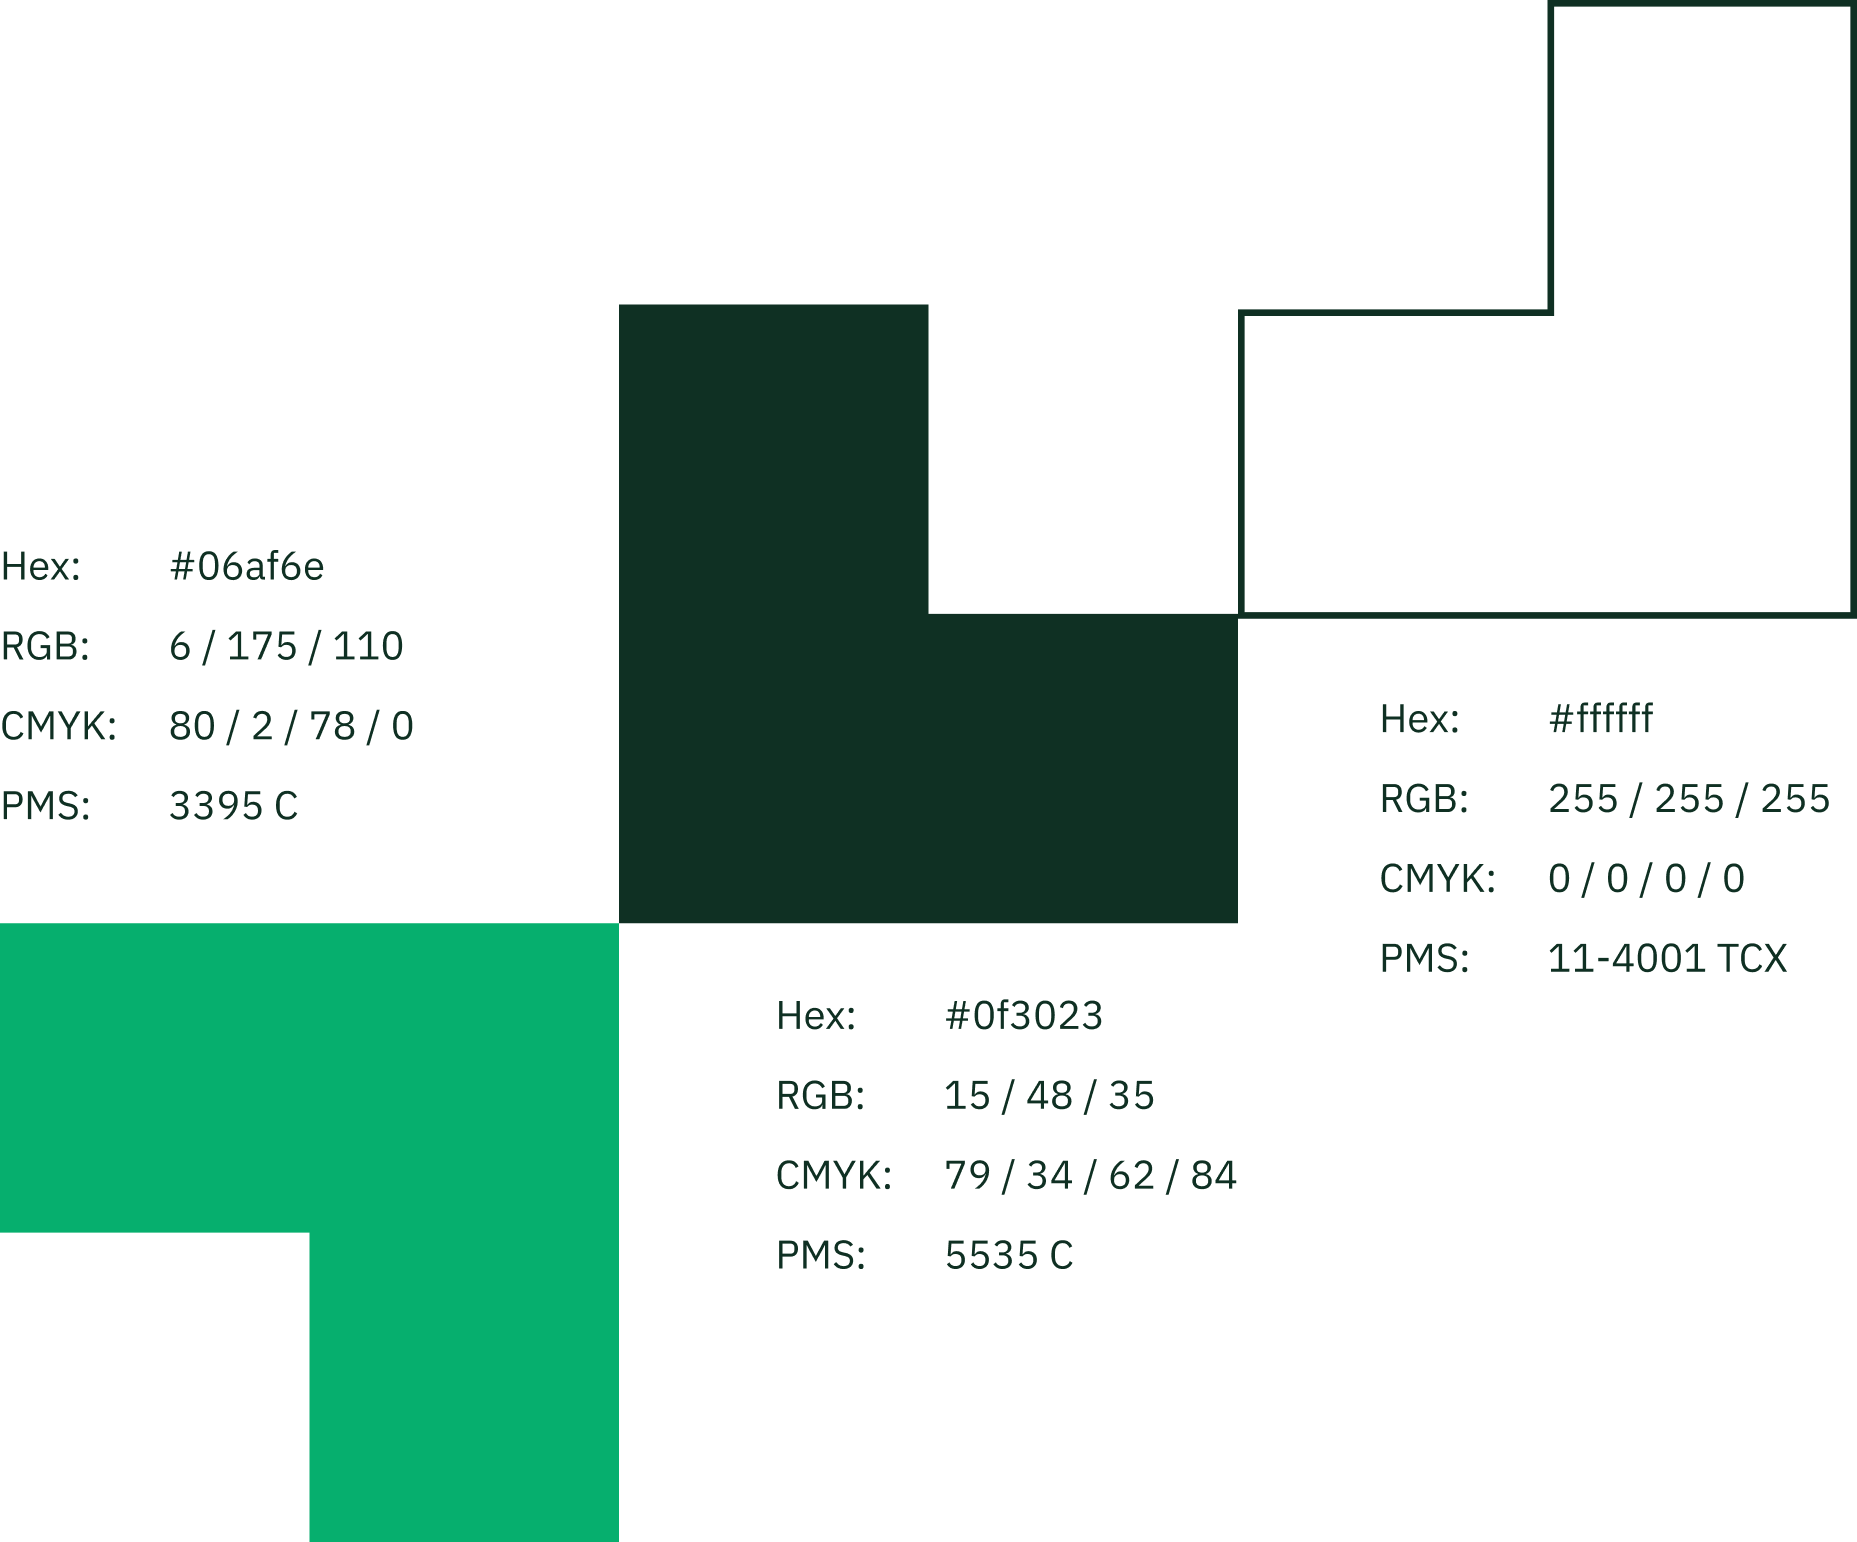 Hex: #06af6e
RGB: 6 / 175 / 110
CMYK: 80 / 2 / 78 / 0
PMS: 3395 C
Hex: #0f3023
RGB: 15 / 48 / 35
CMYK: 79 / 34 / 62 / 84
PMS: 5535 C
Hex: #ffffff
RGB: 255 / 255 / 255
CMYK: 0 / 0 / 0 / 0
PMS: 11-4001 TCX